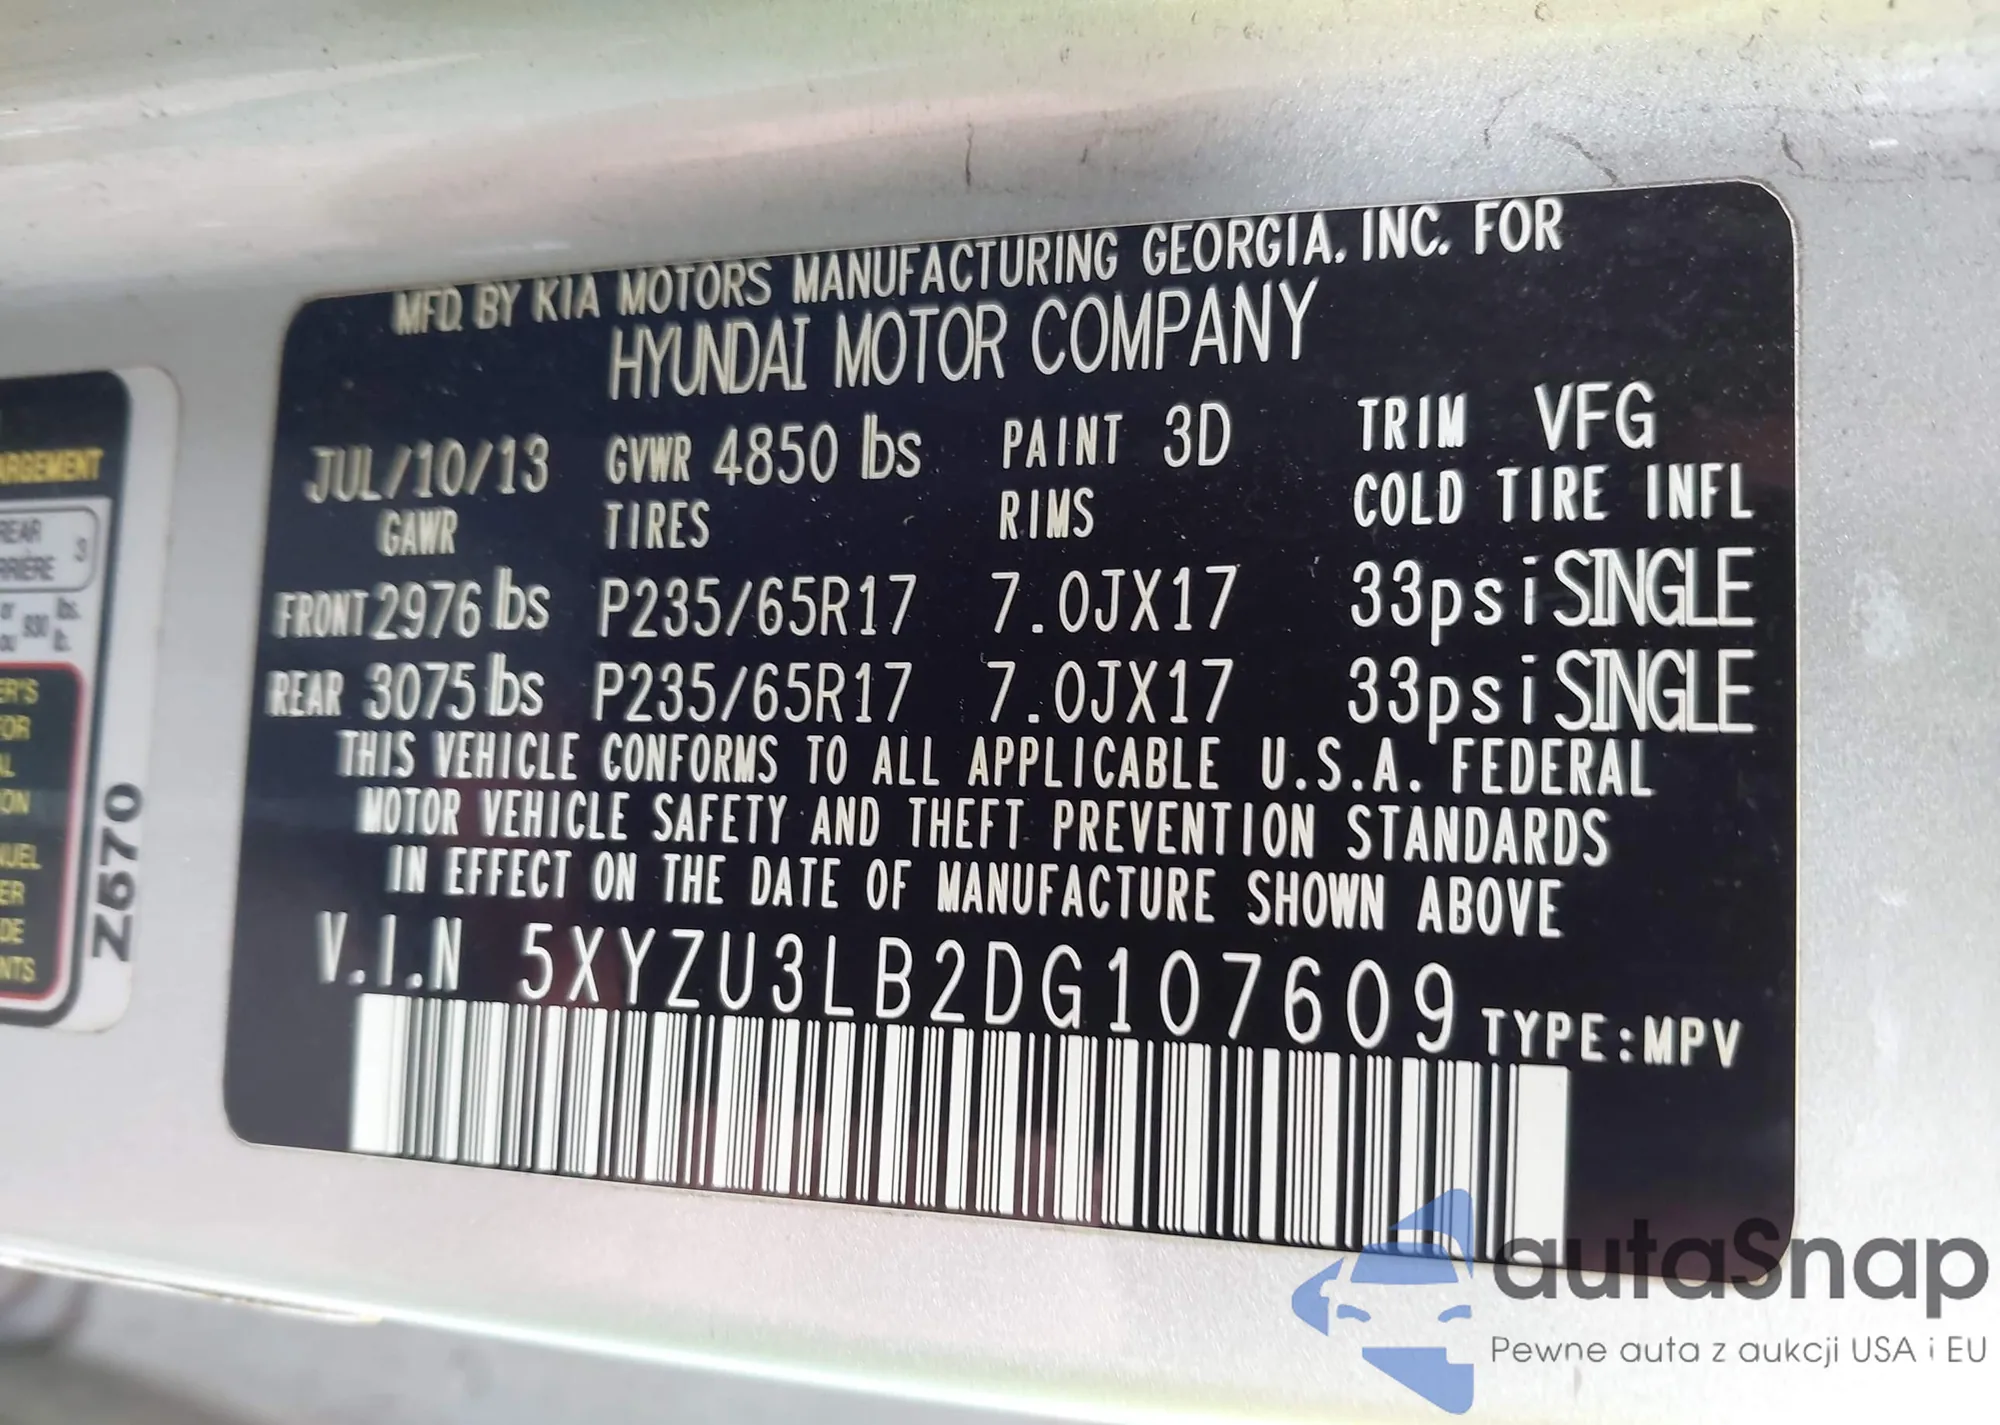 MFD. BY KIA MOTORS MANUFACTURING GEORGIA, INC. FOR
HYUNDAI MOTOR COMPANY
JUL/10/13 GVWR 4850 lbs PAINT 3D TRIM VFG
GAWR TIRES RIMS COLD TIRE INFL
FRONT 2976 lbs P235/65R17 7.0JX17 33psi SINGLE
REAR 3075 lbs P235/65R17 7.0JX17 33psi SINGLE
THIS VEHICLE CONFORMS TO ALL APPLICABLE U.S.A. FEDERAL
MOTOR VEHICLE SAFETY AND THEFT PREVENTION STANDARDS
IN EFFECT ON THE DATE OF MANUFACTURE SHOWN ABOVE
V.I.N 5XYZU3LB2DG107609 TYPE:MPV
REAR
3
Z570
autaSnap
Pewne auta z aukcji USA i EU